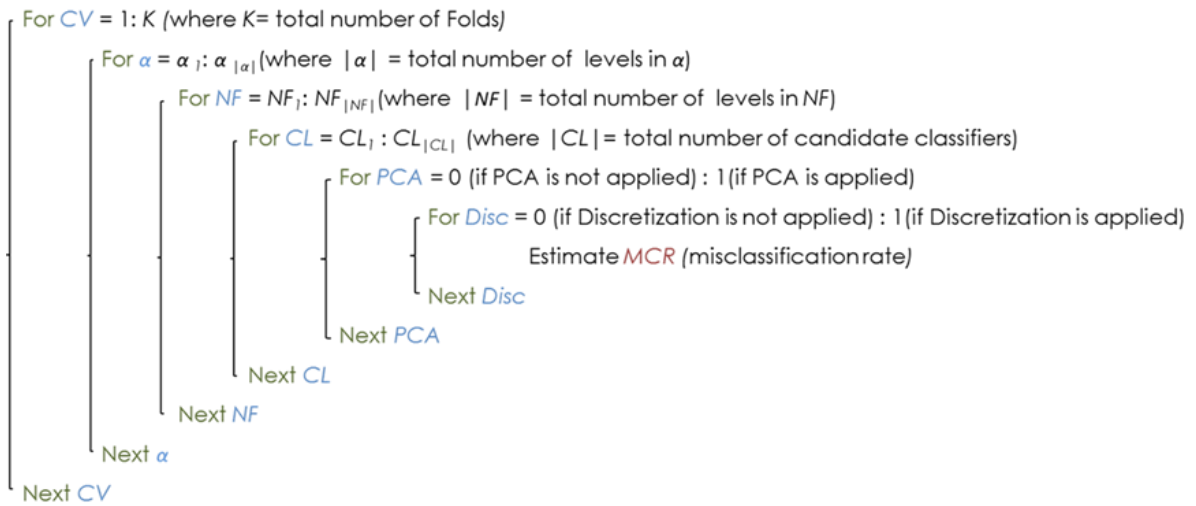 For CV = 1: K (where K= total number of Folds)
For α = α 1: α |α| (where |α| = total number of levels in α)
For NF = NF1: NF|NF| (where |NF| = total number of levels in NF)
For CL = CL1 : CL|CL| (where |CL| = total number of candidate classifiers)
For PCA = 0 (if PCA is not applied) : 1(if PCA is applied)
For Disc = 0 (if Discretization is not applied) : 1(if Discretization is applied)
Estimate MCR (misclassification rate)
Next Disc
Next PCA
Next CL
Next NF
Next α
Next CV